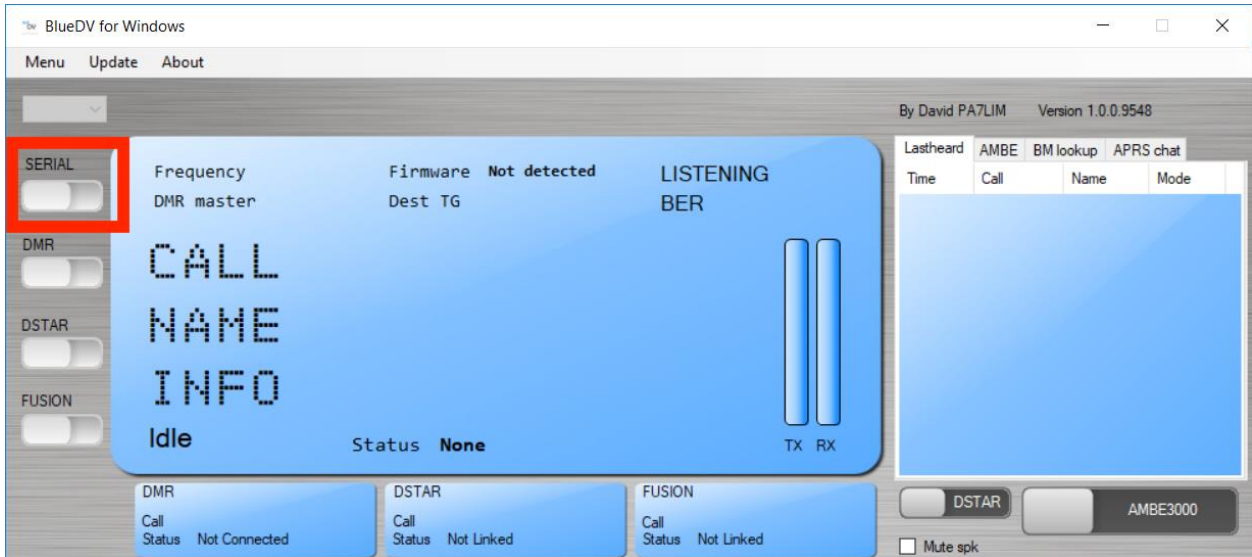 BlueDV for Windows
Menu Update About
By David PA7LIM Version 1.0.0.9548
SERIAL
DMR
DSTAR
FUSION
Frequency Firmware Not detected LISTENING
DMR master Dest TG BER
CALL
NAME
INFO
Idle Status None TX RX
Lastheard AMBE BM lookup APRS chat
Time Call Name Mode
DMR
Call
Status Not Connected
DSTAR
Call
Status Not Linked
FUSION
Call
Status Not Linked
DSTAR AMBE3000
Mute spk